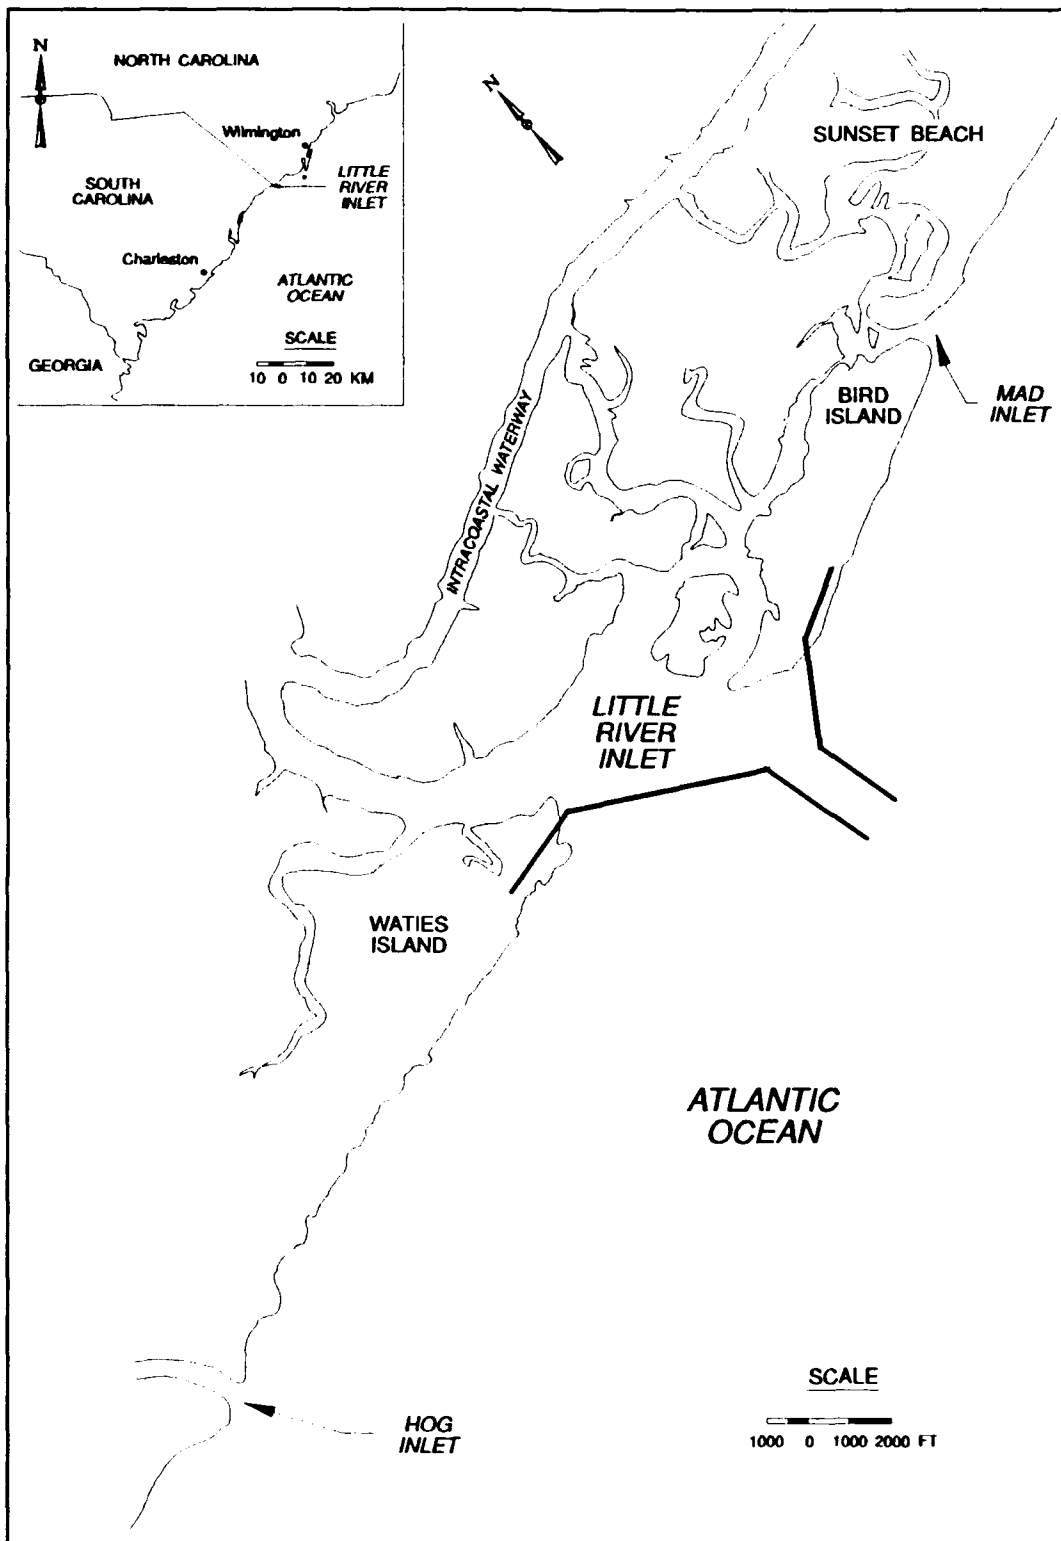 N
NORTH CAROLINA
Wilmington
LITTLE
RIVER
INLET
SOUTH
CAROLINA
Charleston
ATLANTIC
OCEAN
SCALE
GEORGIA
10 0 10 20 KM
N
SUNSET BEACH
BIRD
ISLAND
MAD
INLET
INTRACOASTAL WATERWAY
LITTLE
RIVER
INLET
WATIES
ISLAND
ATLANTIC
OCEAN
SCALE
1000 0 1000 2000 FT
HOG
INLET